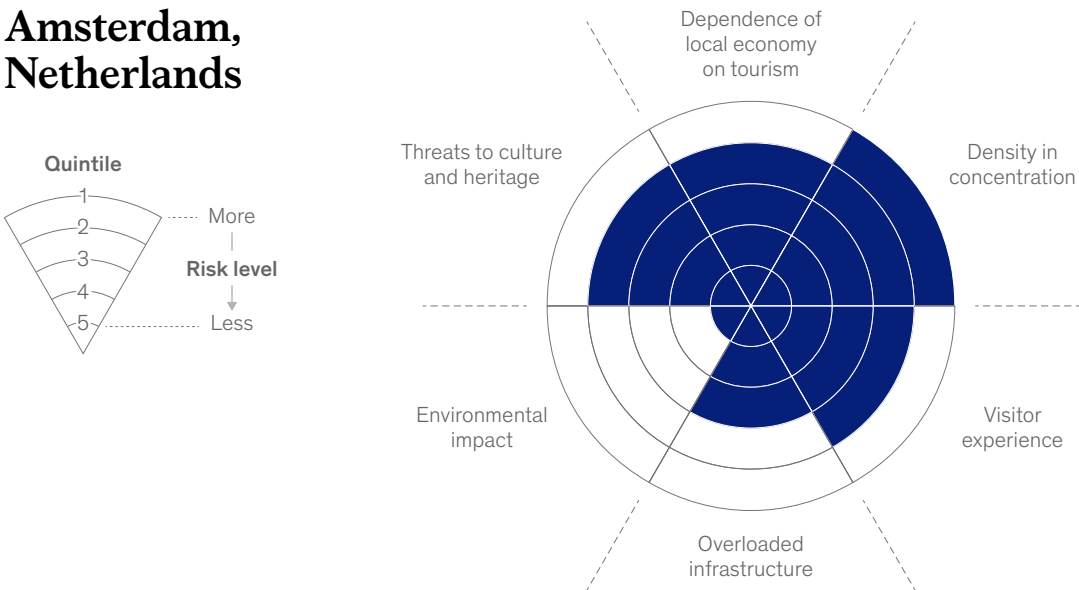 Amsterdam,
Netherlands
Quintile
1
2
3
4
5
More
Risk level
Less
Dependence of
local economy
on tourism
Threats to culture
and heritage
Density in
concentration
Environmental
impact
Visitor
experience
Overloaded
infrastructure